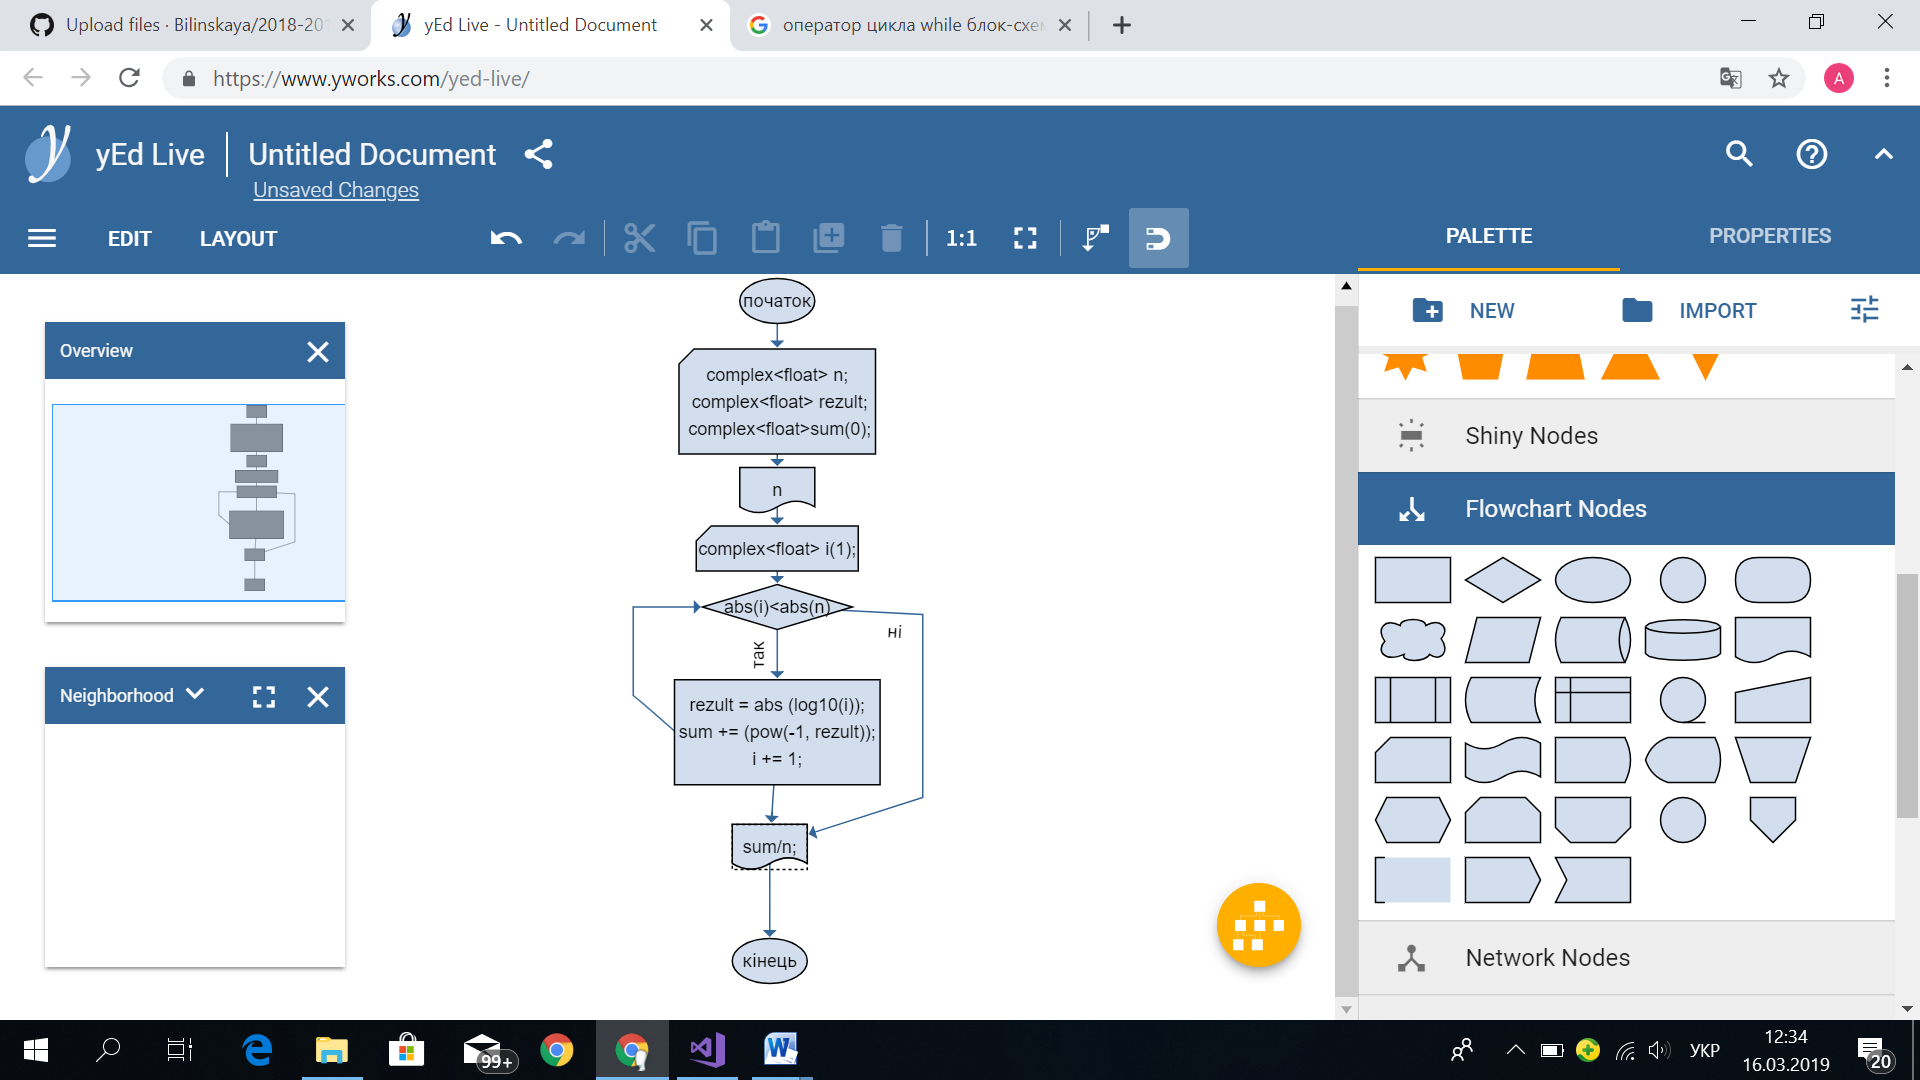 Upload files · Bilinskaya/2018-201
yEd Live - Untitled Document
оператор цикла while блок-схем
https://www.yworks.com/yed-live/
A
yEd Live
Untitled Document
Unsaved Changes
EDIT
LAYOUT
1:1
PALETTE
PROPERTIES
NEW
IMPORT
Overview
Neighborhood
початок
complex<float> n;
complex<float> rezult;
complex<float>sum(0);
n
complex<float> i(1);
abs(i)<abs(n)
ні
так
rezult = abs (log10(i));
sum += (pow(-1, rezult));
i += 1;
sum/n;
кінець
Shiny Nodes
Flowchart Nodes
Network Nodes
99+
УКР
12:34
16.03.2019
20